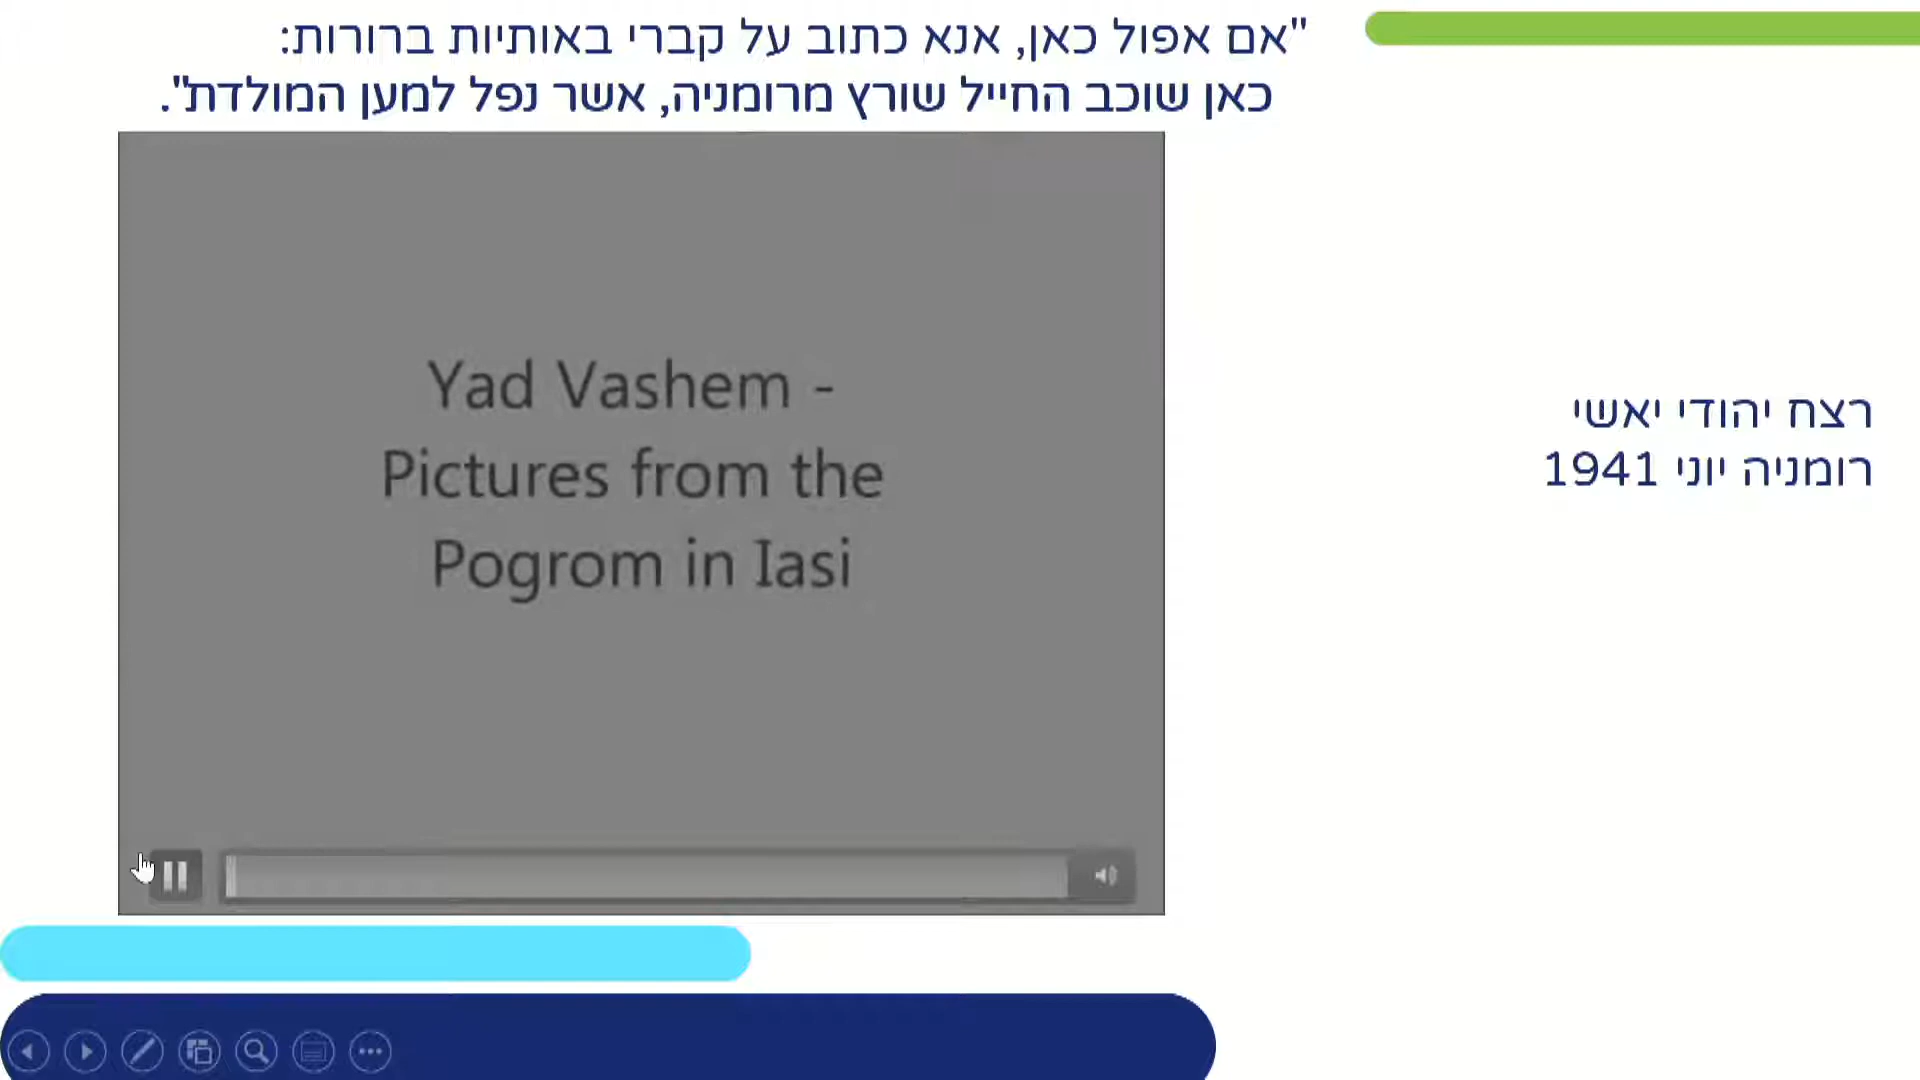 "אם אפול כאן, אנא כתוב על קברי באותיות ברורות:
כאן שוכב החייל שורץ מרומניה, אשר נפל למען המולדת".
Yad Vashem -
Pictures from the
Pogrom in Iasi
רצח יהודי יאשי
רומניה יוני 1941